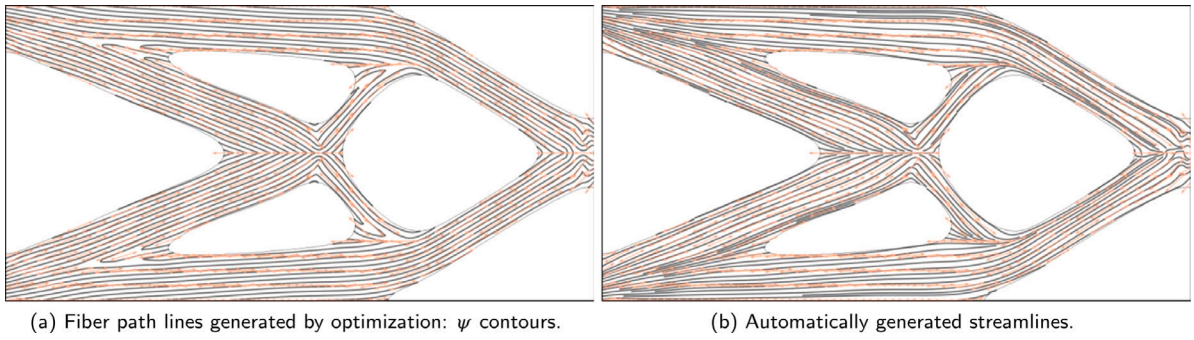 (a) Fiber path lines generated by optimization: ψ contours.
(b) Automatically generated streamlines.